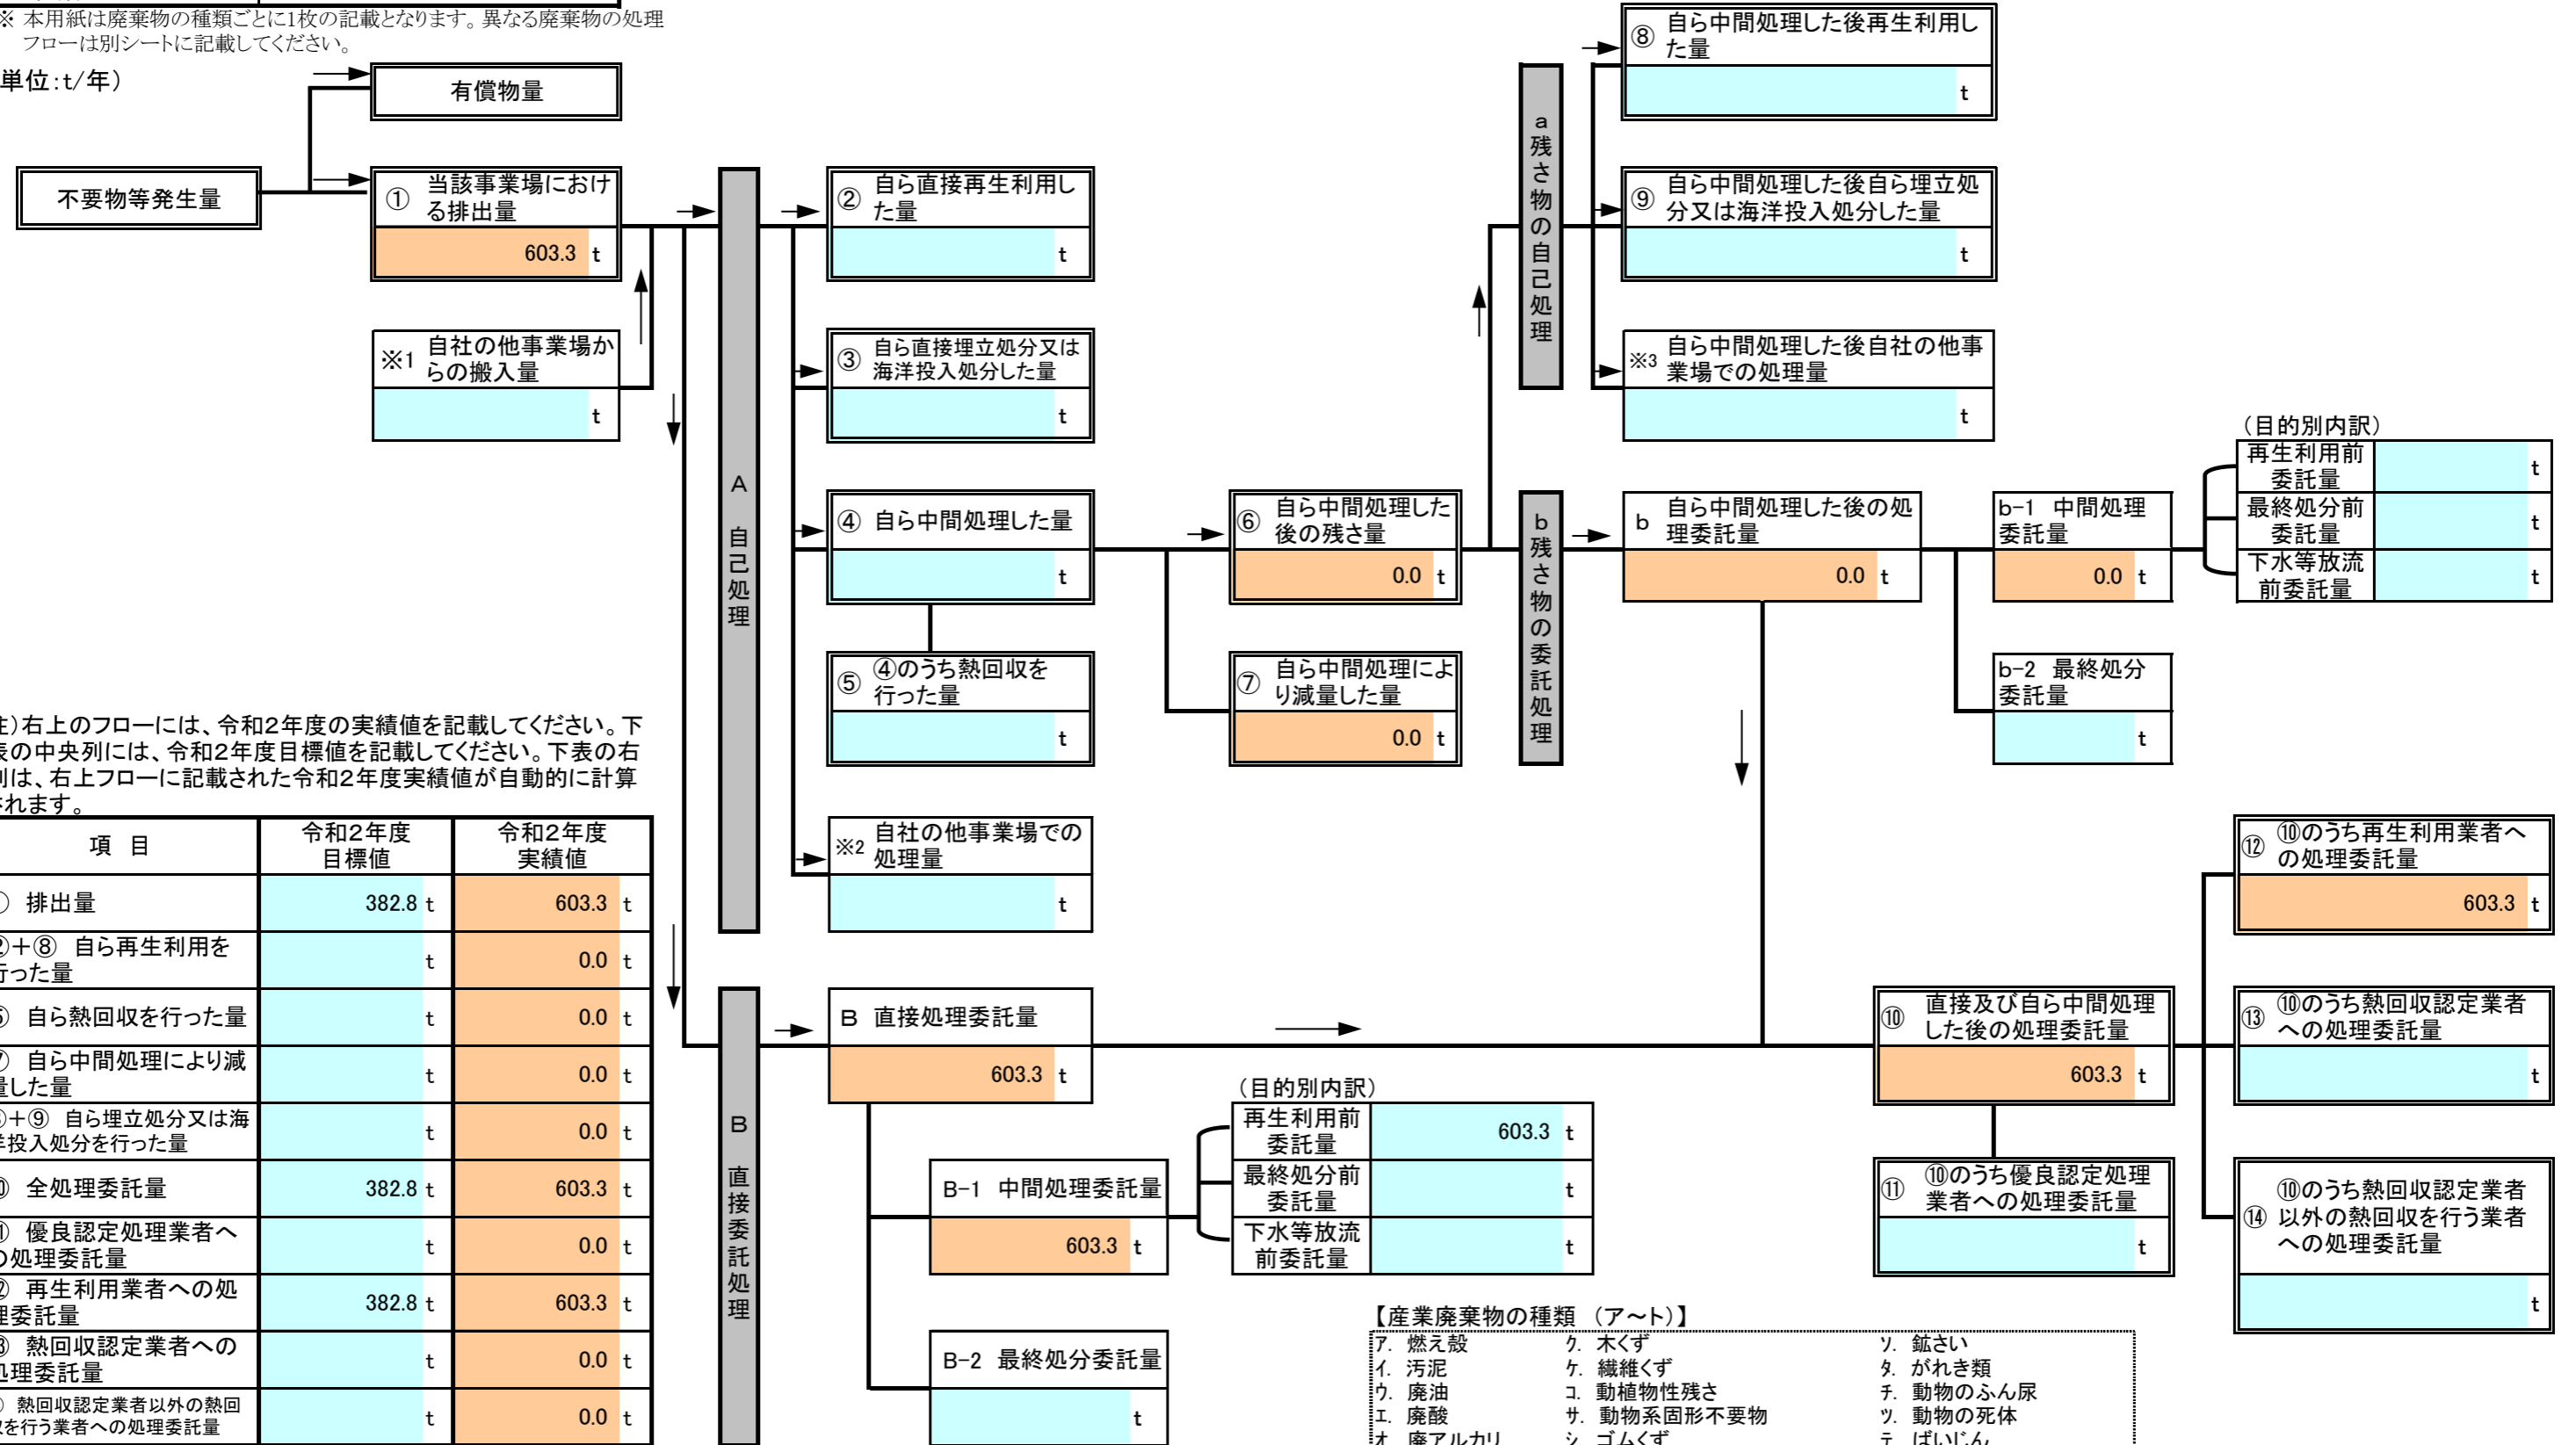 ※ 本用紙は廃棄物の種類ごとに1枚の記載となります。異なる廃棄物の処理
フローは別シートに記載してください。
単位:t/年)
有償物量
不要物等発生量
① 当該事業場におけ
る排出量
603.3 t
※1 自社の他事業場か
らの搬入量
t
A 自己処理
② 自ら直接再生利用し
た量
t
③ 自ら直接埋立処分又は
海洋投入処分した量
t
④ 自ら中間処理した量
t
⑤ ④のうち熱回収を
行った量
t
※2 自社の他事業場での
処理量
t
⑥ 自ら中間処理した
後の残さ量
0.0 t
⑦ 自ら中間処理によ
り減量した量
0.0 t
a 残さ物の自己処理
⑧ 自ら中間処理した後再生利用し
た量
t
⑨ 自ら中間処理した後自ら埋立処
分又は海洋投入処分した量
t
※3 自ら中間処理した後自社の他事
業場での処理量
t
b 残さ物の委託処理
b 自ら中間処理した後の処
理委託量
0.0 t
b-1 中間処理
委託量
0.0 t
b-2 最終処分
委託量
t
(目的別内訳)
再生利用前
委託量
t
最終処分前
委託量
t
下水等放流
前委託量
t
注)右上のフローには、令和2年度の実績値を記載してください。下
表の中央列には、令和2年度目標値を記載してください。下表の右
列は、右上フローに記載された令和2年度実績値が自動的に計算
されます。
項 目 令和2年度 目標値 令和2年度 実績値
① 排出量 382.8 t 603.3 t
②+⑧ 自ら再生利用を
行った量 t 0.0 t
⑤ 自ら熱回収を行った量 t 0.0 t
⑦ 自ら中間処理により減
量した量 t 0.0 t
③+⑨ 自ら埋立処分又は海
洋投入処分を行った量 t 0.0 t
⑩ 全処理委託量 382.8 t 603.3 t
⑪ 優良認定処理業者へ
の処理委託量 t 0.0 t
⑫ 再生利用業者への処
理委託量 382.8 t 603.3 t
⑬ 熱回収認定業者への
処理委託量 t 0.0 t
⑭ 熱回収認定業者以外の熱回
収を行う業者への処理委託量 t 0.0 t
B 直接委託処理
B 直接処理委託量
603.3 t
B-1 中間処理委託量
603.3 t
B-2 最終処分委託量
t
(目的別内訳)
再生利用前
委託量
603.3 t
最終処分前
委託量
t
下水等放流
前委託量
t
⑩ 直接及び自ら中間処理
した後の処理委託量
603.3 t
⑪ ⑩のうち優良認定処理
業者への処理委託量
t
⑫ ⑩のうち再生利用業者へ
の処理委託量
603.3 t
⑬ ⑩のうち熱回収認定業者
への処理委託量
t
⑭ ⑩のうち熱回収認定業者
以外の熱回収を行う業者
への処理委託量
t
【産業廃棄物の種類 (ア~ト)】
ア. 燃え殻 ク. 木くず ソ. 鉱さい
イ. 汚泥 ケ. 繊維くず タ. がれき類
ウ. 廃油 コ. 動植物性残さ チ. 動物のふん尿
エ. 廃酸 サ. 動物系固形不要物 ツ. 動物の死体
オ. 廃アルカリ シ. ゴムくず テ. ばいじん